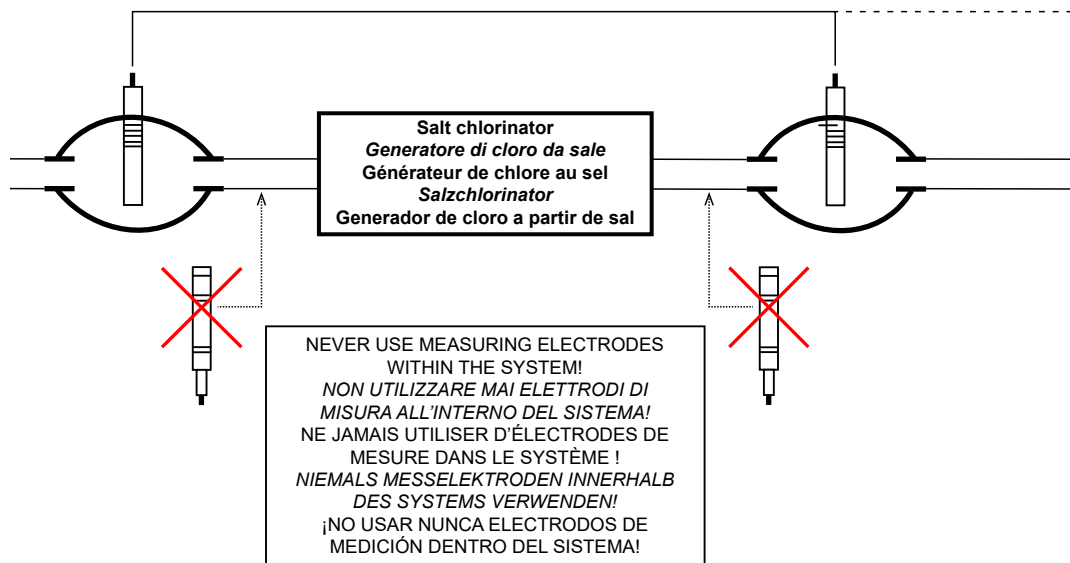 Salt chlorinator
Generatore di cloro da sale
Générateur de chlore au sel
Salzchlorinator
Generador de cloro a partir de sal
NEVER USE MEASURING ELECTRODES
WITHIN THE SYSTEM!
NON UTILIZZARE MAI ELETTRODI DI
MISURA ALL’INTERNO DEL SISTEMA!
NE JAMAIS UTILISER D’ÉLECTRODES DE
MESURE DANS LE SYSTÈME !
NIEMALS MESSELEKTRODEN INNERHALB
DES SYSTEMS VERWENDEN!
¡NO USAR NUNCA ELECTRODOS DE
MEDICIÓN DENTRO DEL SISTEMA!